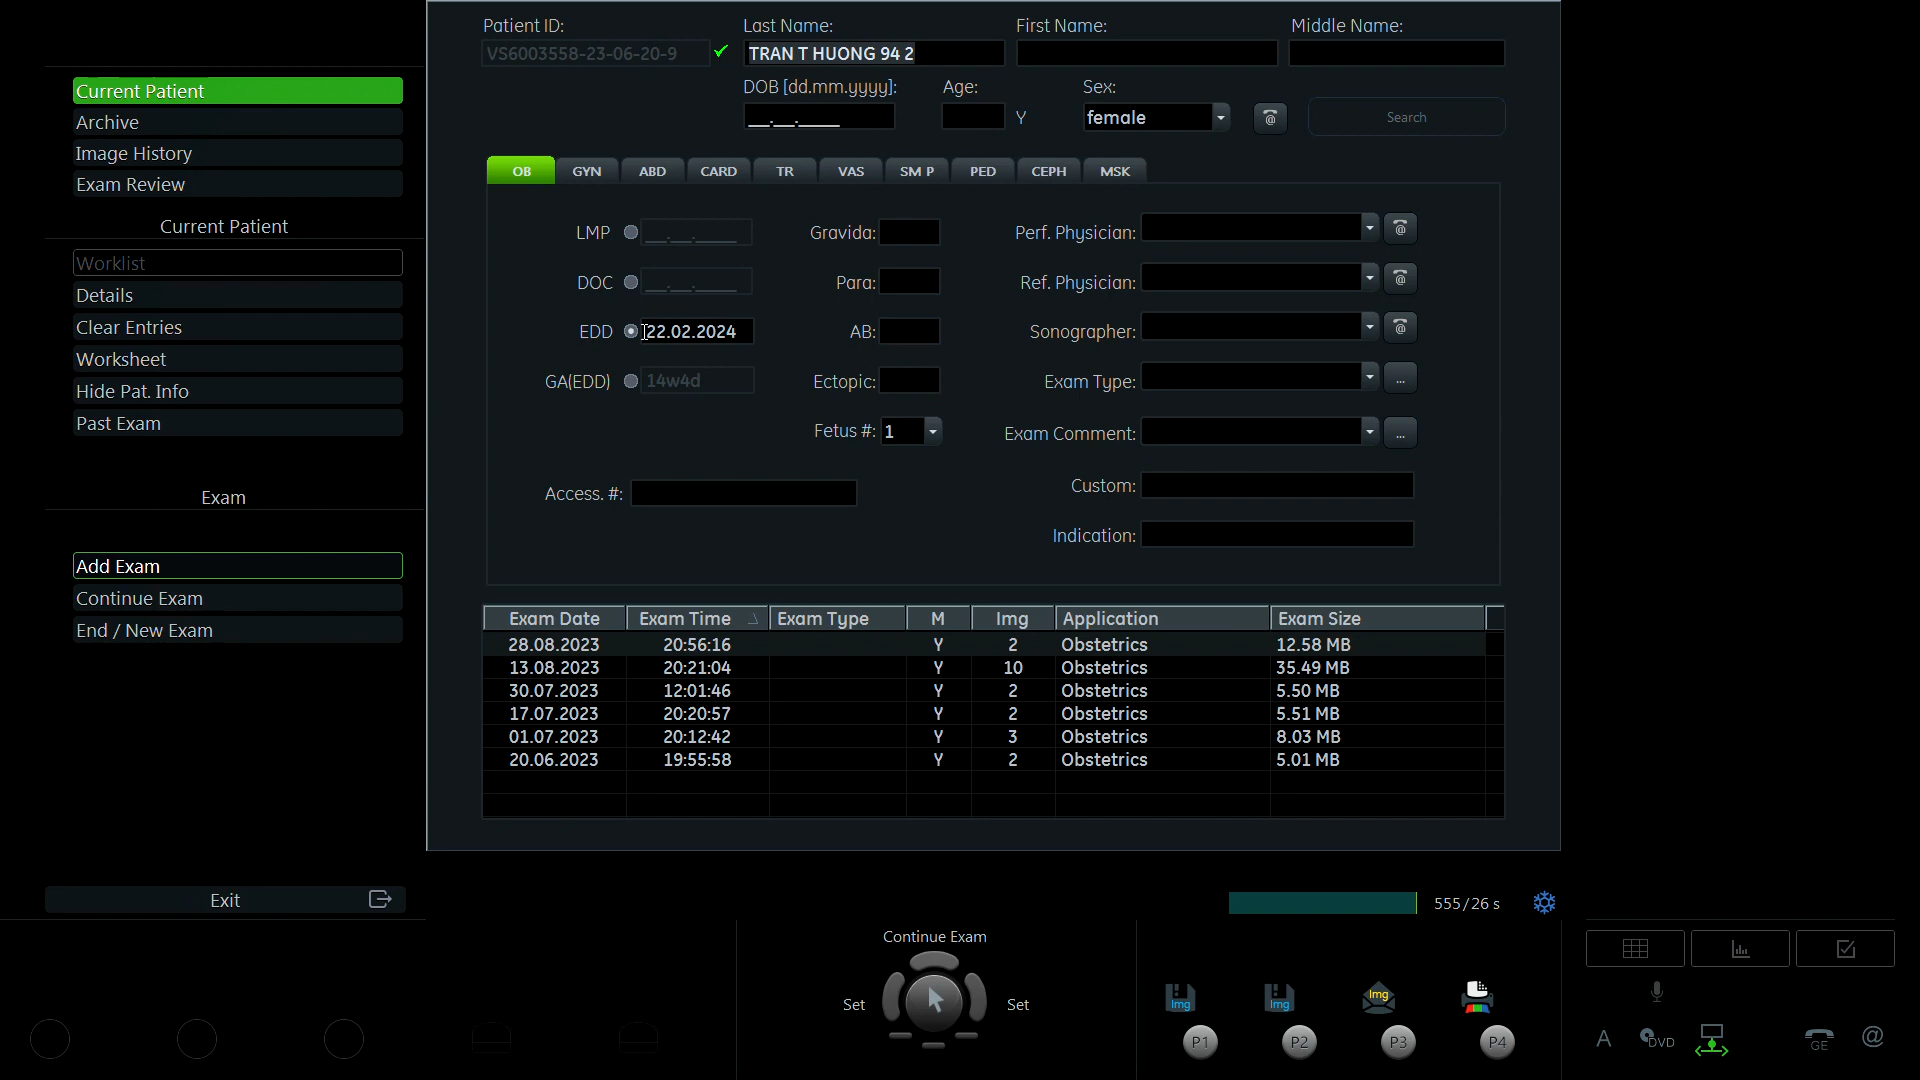 Patient ID: Last Name: First Name: Middle Name:
VS6003558-23-06-20-9 TRAN T HUONG 94 2
DOB [dd.mm.yyyy]: Age: Sex:
__.__.____ Y female @ Search
Current Patient
Archive
Image History
Exam Review
Current Patient
Worklist
Details
Clear Entries
Worksheet
Hide Pat. Info
Past Exam
Exam
Add Exam
Continue Exam
End / New Exam
Exit
OB GYN ABD CARD TR VAS SM P PED CEPH MSK
LMP __.__.____ Gravida: Perf. Physician: @
DOC __.__.____ Para: Ref. Physician: @
EDD 22.02.2024 AB: Sonographer: @
GA(EDD) 14w4d Ectopic: Exam Type: ...
Fetus #: 1 Exam Comment: ...
Access. #: Custom:
Indication:
Exam Date Exam Time Exam Type M Img Application Exam Size
28.08.2023 20:56:16 Y 2 Obstetrics 12.58 MB
13.08.2023 20:21:04 Y 10 Obstetrics 35.49 MB
30.07.2023 12:01:46 Y 2 Obstetrics 5.50 MB
17.07.2023 20:20:57 Y 2 Obstetrics 5.51 MB
01.07.2023 20:12:42 Y 3 Obstetrics 8.03 MB
20.06.2023 19:55:58 Y 2 Obstetrics 5.01 MB
555/26 s
Continue Exam
Set Set
Img Img Img
P1 P2 P3 P4
A DVD GE @